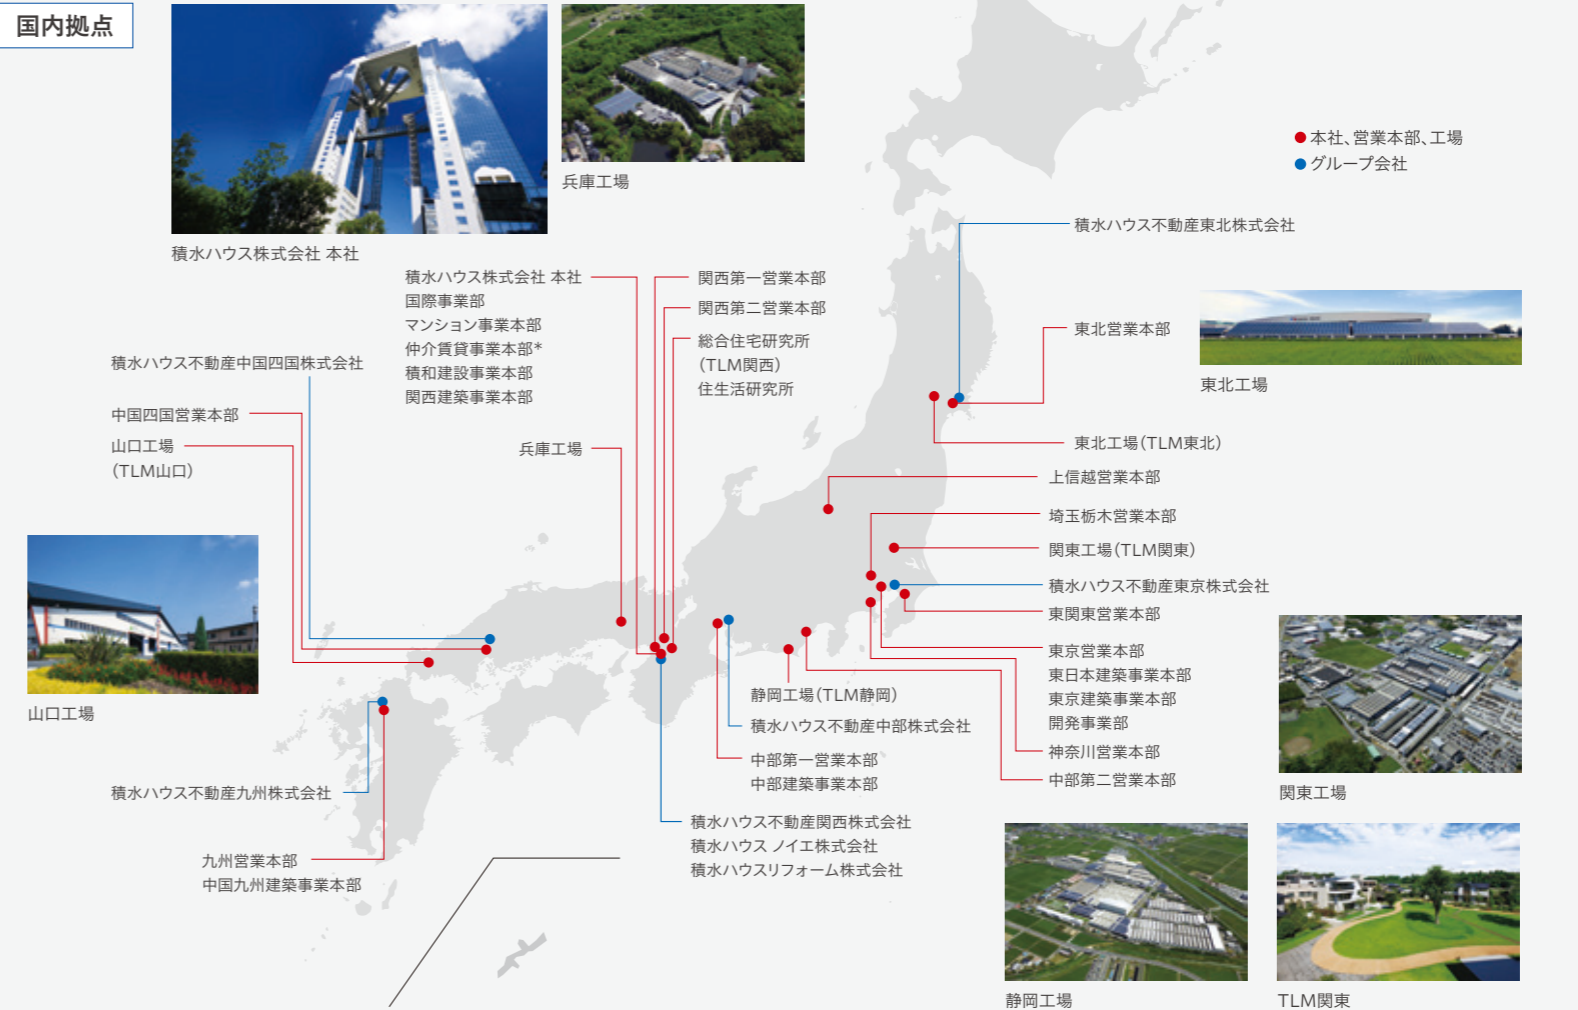 国内拠点
積水ハウス株式会社 本社
兵庫工場
●本社、営業本部、工場
●グループ会社
積水ハウス株式会社 本社
国際事業部
マンション事業本部
仲介賃貸事業本部*
積和建設事業本部
関西建築事業本部
関西第一営業本部
関西第二営業本部
総合住宅研究所
(TLM関西)
住生活研究所
兵庫工場
積水ハウス不動産中国四国株式会社
中国四国営業本部
山口工場
(TLM山口)
山口工場
積水ハウス不動産九州株式会社
九州営業本部
中国九州建築事業本部
積水ハウス不動産東北株式会社
東北営業本部
東北工場
東北工場(TLM東北)
上信越営業本部
埼玉栃木営業本部
関東工場(TLM関東)
積水ハウス不動産東京株式会社
東関東営業本部
東京営業本部
東日本建築事業本部
東京建築事業本部
開発事業部
神奈川営業本部
中部第二営業本部
静岡工場(TLM静岡)
積水ハウス不動産中部株式会社
中部第一営業本部
中部建築事業本部
積水ハウス不動産関西株式会社
積水ハウス ノイエ株式会社
積水ハウスリフォーム株式会社
関東工場
静岡工場
TLM関東